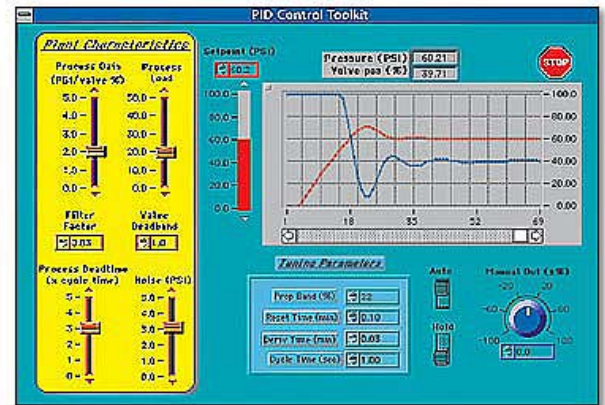 PID Control Toolkit
Plant Characteristics
Process Gain
(PSI/valve %)
Process
Load
5.0
4.0
3.0
2.0
1.0
0.0
50.0
40.0
30.0
20.0
10.0
0.0
Filter
Factor
0.03
Valve
Deadband
1.0
Process Deadtime
(x cycle time)
Noise (PSI)
5
4
3
2
1
0
5.0
4.0
3.0
2.0
1.0
0.0
Setpoint (PSI)
60.2
100.0
80.0
60.0
40.0
20.0
0.0
Pressure (PSI) 60.21
Valve pos (%) 39.71
STOP
100.0
80.00
60.00
40.00
20.00
0.00
1 18 35 52 69
Tuning Parameters
Prop Band (%) 32
Reset Time (min) 0.10
Deriv Time (min) 0.03
Cycle Time (sec) 1.00
Auto
Hold
Manual Out (±%)
-20 20
-60 60
-100 100
0.0